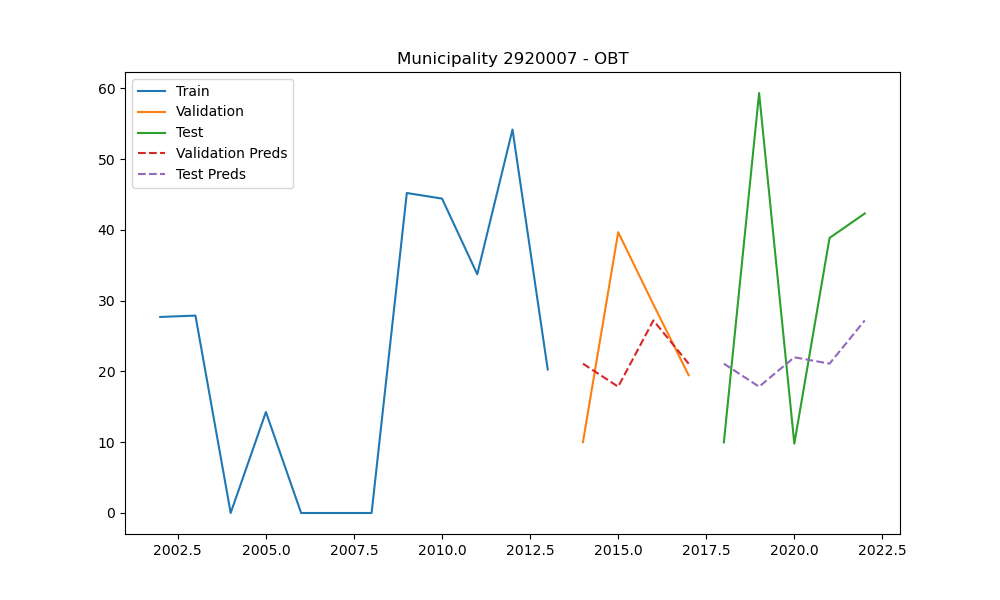 Municipality 2920007 - OBT
Train
Validation
Test
Validation Preds
Test Preds
60
50
40
30
20
10
0
2002.5 2005.0 2007.5 2010.0 2012.5 2015.0 2017.5 2020.0 2022.5